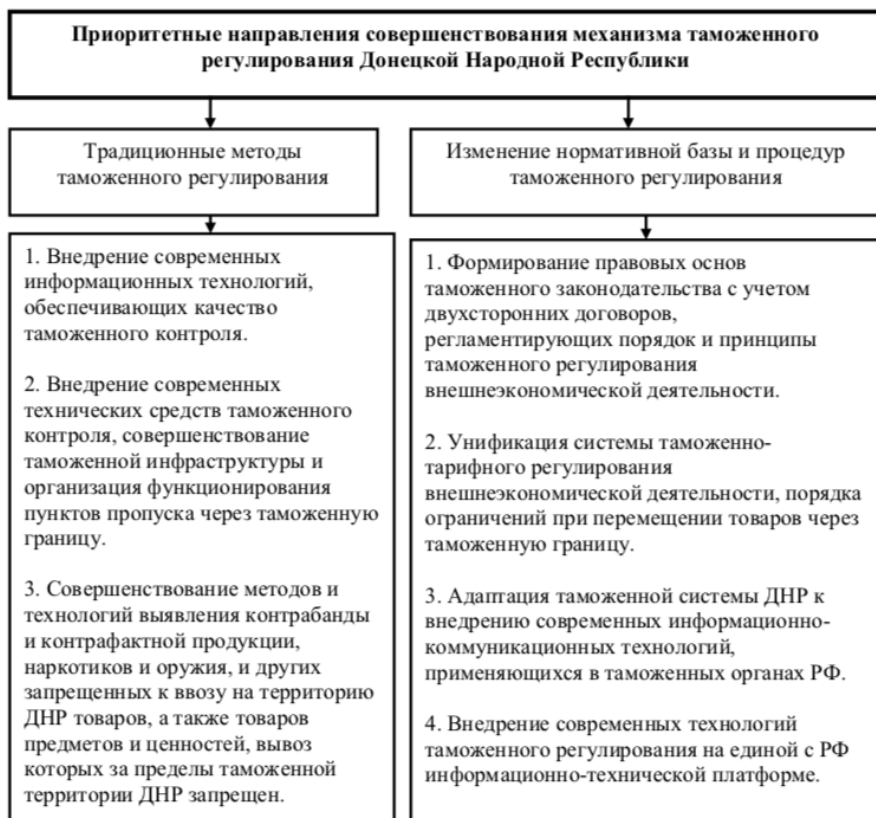 Приоритетные направления совершенствования механизма таможенного
регулирования Донецкой Народной Республики
Традиционные методы
таможенного регулирования
Изменение нормативной базы и процедур
таможенного регулирования
1. Внедрение современных
информационных технологий,
обеспечивающих качество
таможенного контроля.
2. Внедрение современных
технических средств таможенного
контроля, совершенствование
таможенной инфраструктуры и
организация функционирования
пунктов пропуска через таможенную
границу.
3. Совершенствование методов и
технологий выявления контрабанды
и контрафактной продукции,
наркотиков и оружия, и других
запрещенных к ввозу на территорию
ДНР товаров, а также товаров
предметов и ценностей, вывоз
которых за пределы таможенной
территории ДНР запрещен.
1. Формирование правовых основ
таможенного законодательства с учетом
двухсторонних договоров,
регламентирующих порядок и принципы
таможенного регулирования
внешнеэкономической деятельности.
2. Унификация системы таможенно-
тарифного регулирования
внешнеэкономической деятельности, порядка
ограничений при перемещении товаров через
таможенную границу.
3. Адаптация таможенной системы ДНР к
внедрению современных информационно-
коммуникационных технологий,
применяющихся в таможенных органах РФ.
4. Внедрение современных технологий
таможенного регулирования на единой с РФ
информационно-технической платформе.